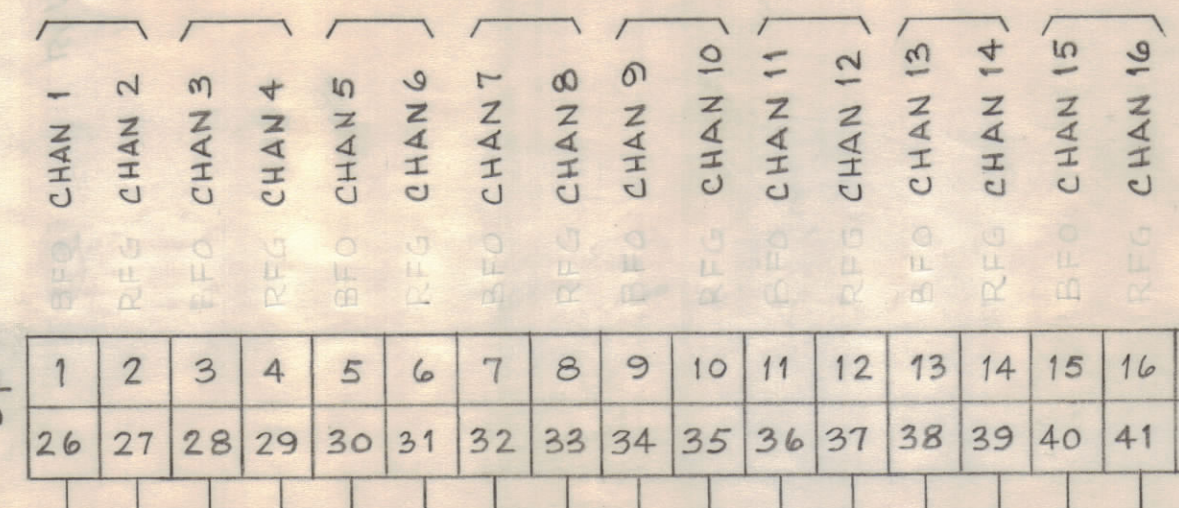 CHAN 1 CHAN 2 CHAN 3 CHAN 4 CHAN 5 CHAN 6 CHAN 7 CHAN 8 CHAN 9 CHAN 10 CHAN 11 CHAN 12 CHAN 13 CHAN 14 CHAN 15 CHAN 16
BFO RFG BFO RFG BFO RFG BFO RFG BFO RFG BFO RFG BFO RFG BFO RFG
1 2 3 4 5 6 7 8 9 10 11 12 13 14 15 16
26 27 28 29 30 31 32 33 34 35 36 37 38 39 40 41